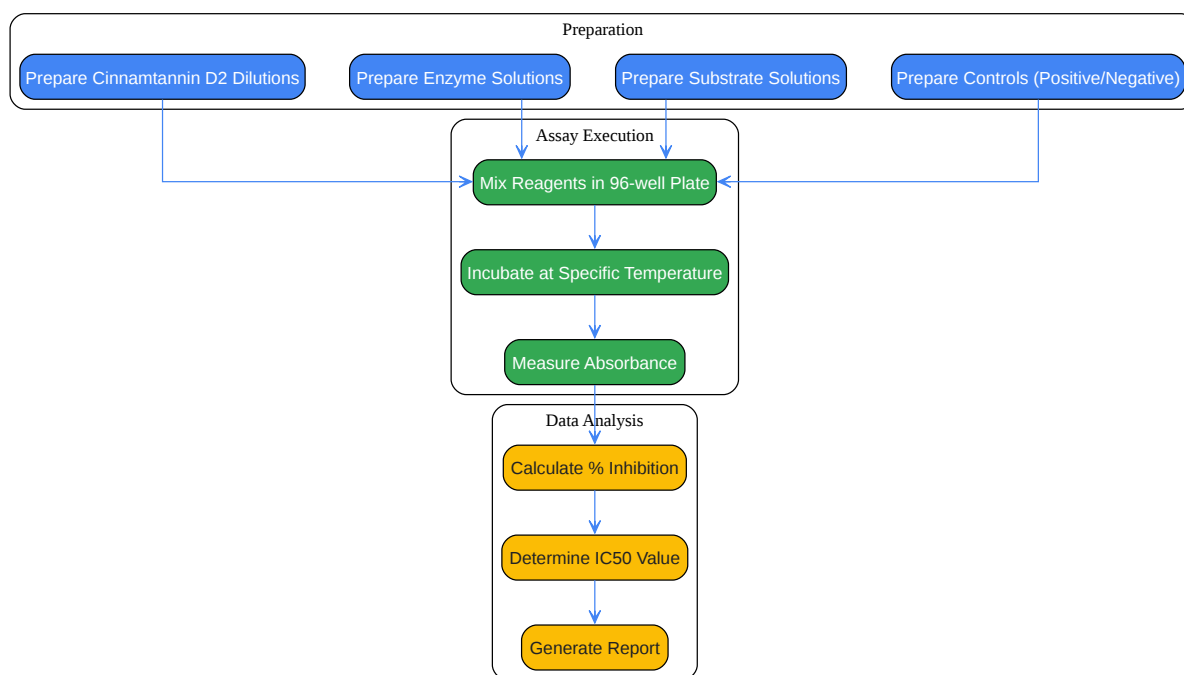 Preparation
Prepare Cinnamtannin D2 Dilutions
Prepare Enzyme Solutions
Prepare Substrate Solutions
Prepare Controls (Positive/Negative)
Assay Execution
Mix Reagents in 96-well Plate
Incubate at Specific Temperature
Measure Absorbance
Data Analysis
Calculate % Inhibition
Determine IC50 Value
Generate Report